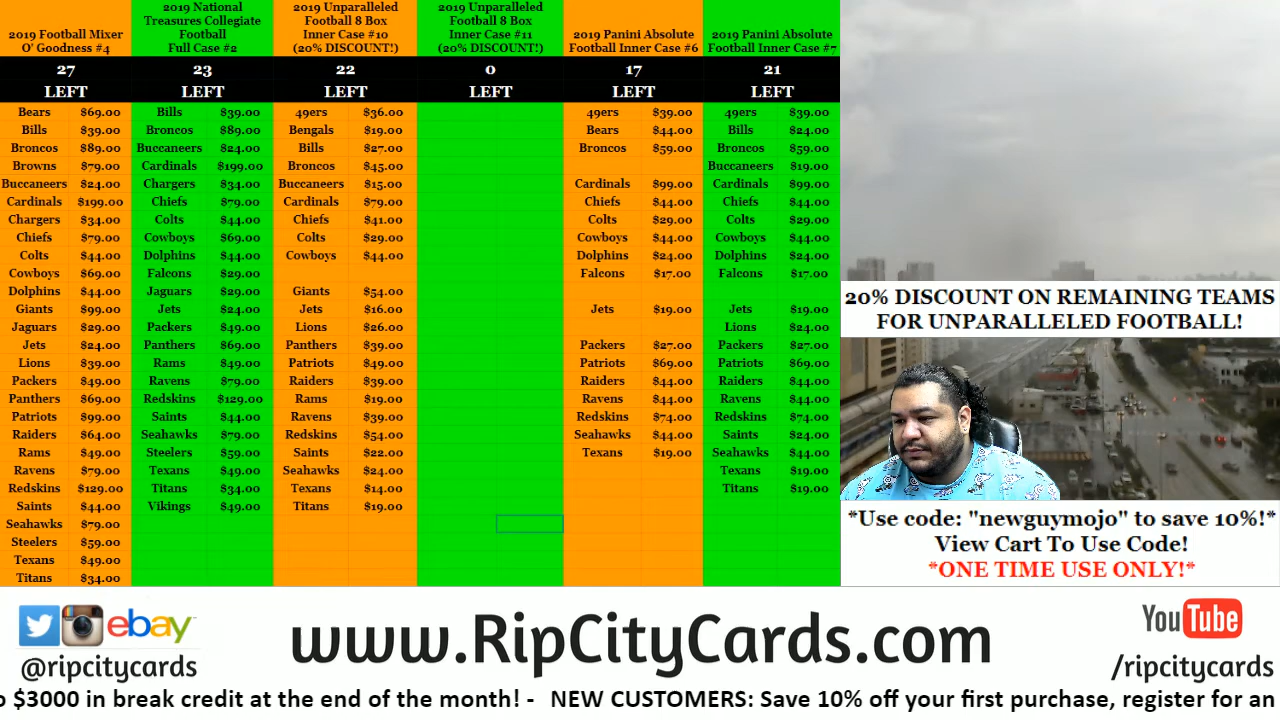 2019 Football Mixer
O' Goodness #4
27
LEFT
Bears $69.00
Bills $39.00
Broncos $89.00
Browns $79.00
Buccaneers $24.00
Cardinals $199.00
Chargers $34.00
Chiefs $79.00
Colts $44.00
Cowboys $69.00
Dolphins $44.00
Giants $99.00
Jaguars $29.00
Jets $24.00
Lions $39.00
Packers $49.00
Panthers $69.00
Patriots $99.00
Raiders $64.00
Rams $49.00
Ravens $79.00
Redskins $129.00
Saints $44.00
Seahawks $79.00
Steelers $59.00
Texans $49.00
Titans $34.00
2019 National
Treasures Collegiate
Football
Full Case #2
23
LEFT
Bills $39.00
Broncos $89.00
Buccaneers $24.00
Cardinals $199.00
Chargers $34.00
Chiefs $79.00
Colts $44.00
Cowboys $69.00
Dolphins $44.00
Falcons $29.00
Jaguars $29.00
Jets $24.00
Packers $49.00
Panthers $69.00
Rams $49.00
Ravens $79.00
Redskins $129.00
Saints $44.00
Seahawks $79.00
Steelers $59.00
Texans $49.00
Titans $34.00
Vikings $49.00
2019 Unparalleled
Football 8 Box
Inner Case #10
(20% DISCOUNT!)
22
LEFT
49ers $36.00
Bengals $19.00
Bills $27.00
Broncos $45.00
Buccaneers $15.00
Cardinals $79.00
Chiefs $41.00
Colts $29.00
Cowboys $44.00
Giants $54.00
Jets $16.00
Lions $26.00
Panthers $39.00
Patriots $49.00
Raiders $39.00
Rams $19.00
Ravens $39.00
Redskins $54.00
Saints $22.00
Seahawks $24.00
Texans $14.00
Titans $19.00
2019 Unparalleled
Football 8 Box
Inner Case #11
(20% DISCOUNT!)
0
LEFT
2019 Panini Absolute
Football Inner Case #6
17
LEFT
49ers $39.00
Bears $44.00
Broncos $59.00
Cardinals $99.00
Chiefs $44.00
Colts $29.00
Cowboys $44.00
Dolphins $24.00
Falcons $17.00
Jets $19.00
Packers $27.00
Patriots $69.00
Raiders $44.00
Ravens $44.00
Redskins $74.00
Seahawks $44.00
Texans $19.00
2019 Panini Absolute
Football Inner Case #7
21
LEFT
49ers $39.00
Bills $24.00
Broncos $59.00
Buccaneers $19.00
Cardinals $99.00
Chiefs $44.00
Colts $29.00
Cowboys $44.00
Dolphins $24.00
Falcons $17.00
Jets $19.00
Lions $24.00
Packers $27.00
Patriots $69.00
Raiders $44.00
Ravens $44.00
Redskins $74.00
Saints $24.00
Seahawks $44.00
Texans $19.00
Titans $19.00
20% DISCOUNT ON REMAINING TEAMS
FOR UNPARALLELED FOOTBALL!
*Use code: "newguymojo" to save 10%!*
View Cart To Use Code!
*ONE TIME USE ONLY!*
ebay
@ripcitycards
www.RipCityCards.com
YouTube
/ripcitycards
o $3000 in break credit at the end of the month! - NEW CUSTOMERS: Save 10% off your first purchase, register for an